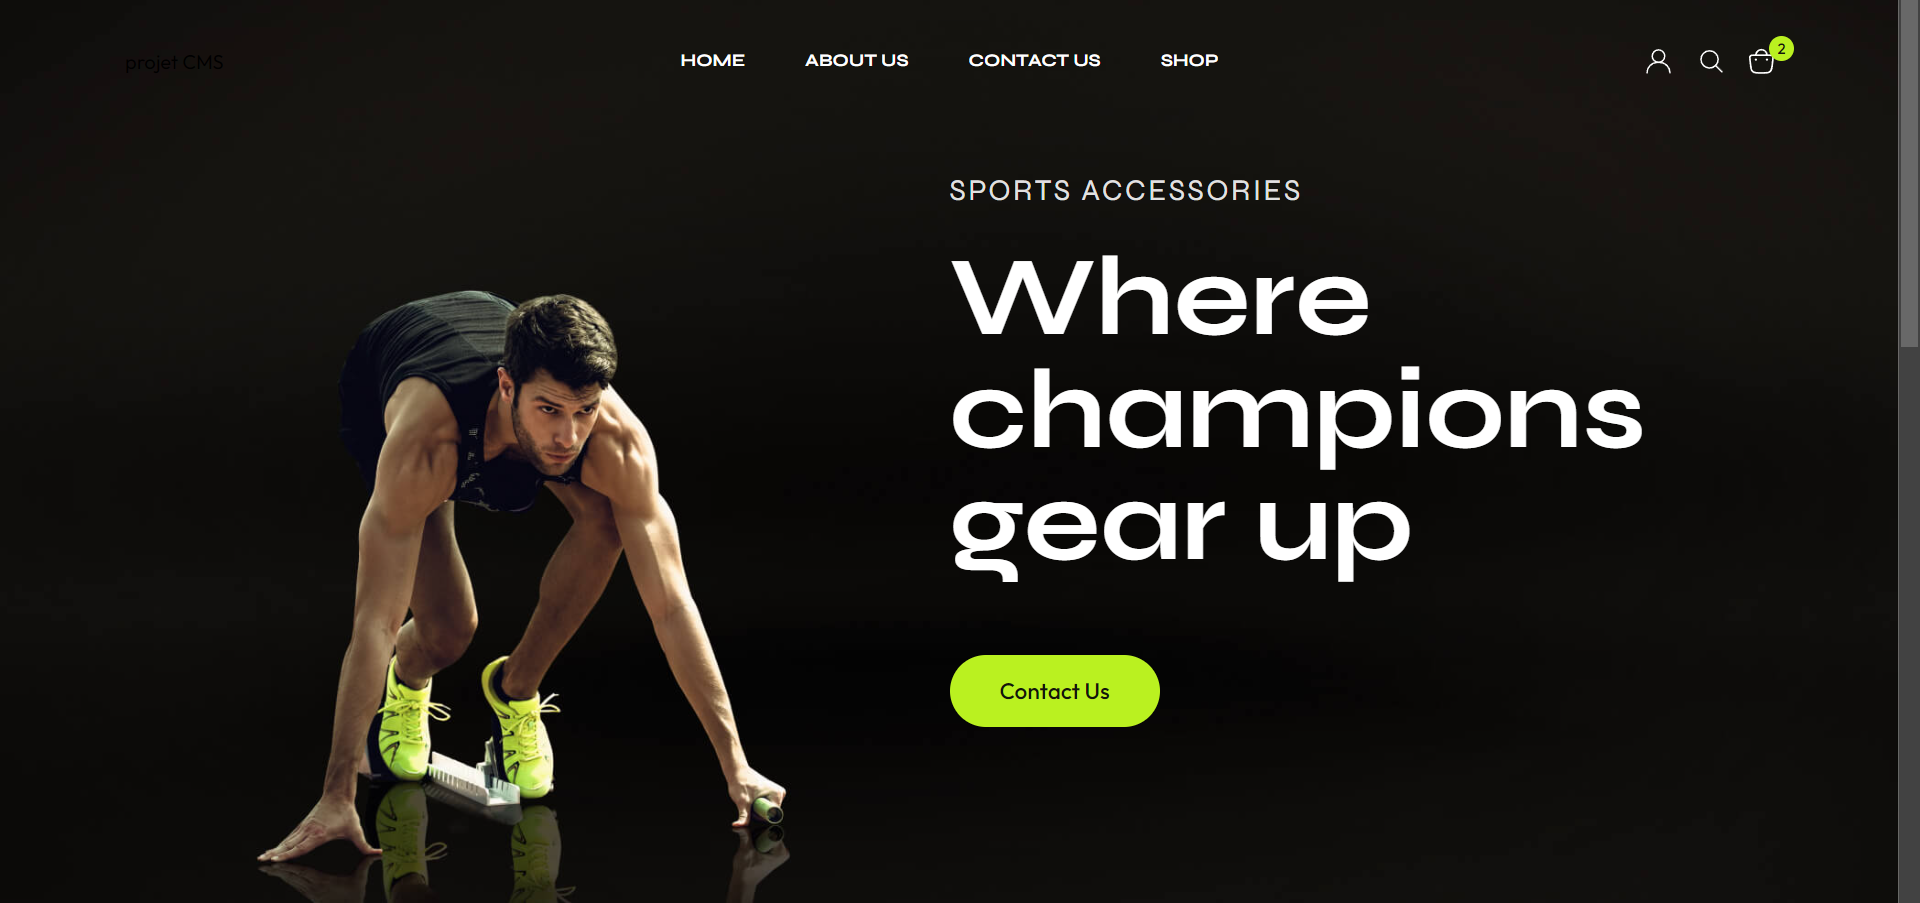 projet CMS
HOME ABOUT US CONTACT US SHOP
2
SPORTS ACCESSORIES
Where
champions
gear up
Contact Us